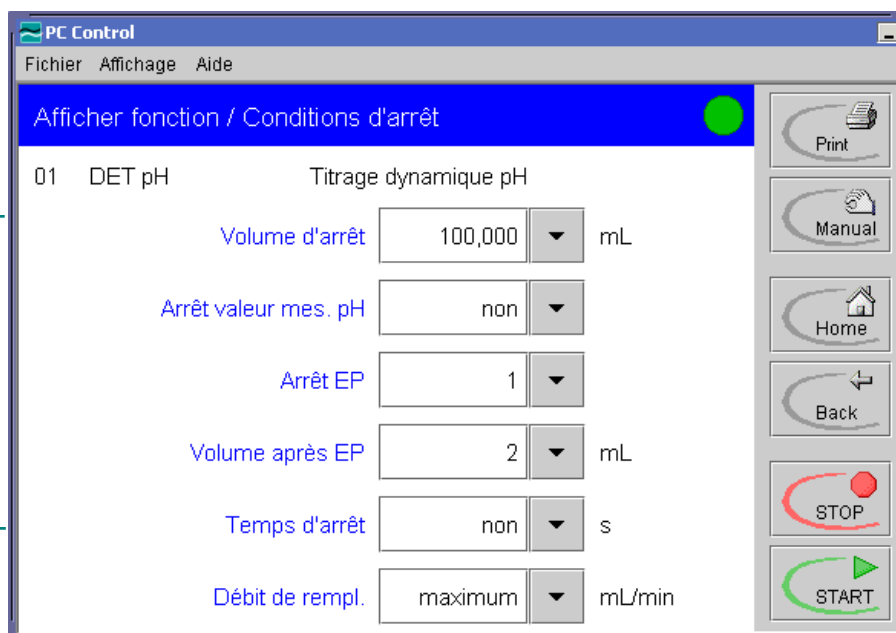 PC Control
Fichier Affichage Aide
Afficher fonction / Conditions d'arrêt
01 DET pH Titrage dynamique pH
Volume d'arrêt 100,000 mL
Arrêt valeur mes. pH non
Arrêt EP 1
Volume après EP 2 mL
Temps d'arrêt non s
Débit de rempl. maximum mL/min
Print
Manual
Home
Back
STOP
START